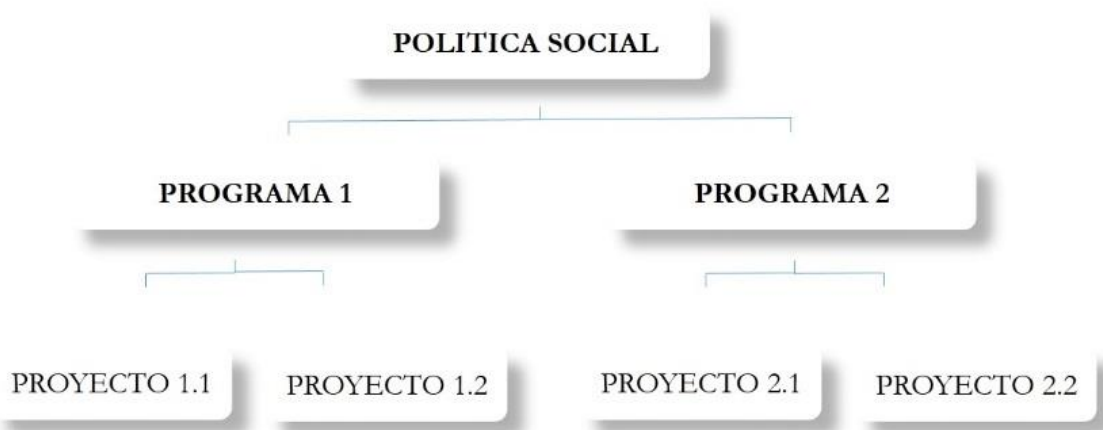 POLITICA SOCIAL
PROGRAMA 1
PROGRAMA 2
PROYECTO 1.1
PROYECTO 1.2
PROYECTO 2.1
PROYECTO 2.2